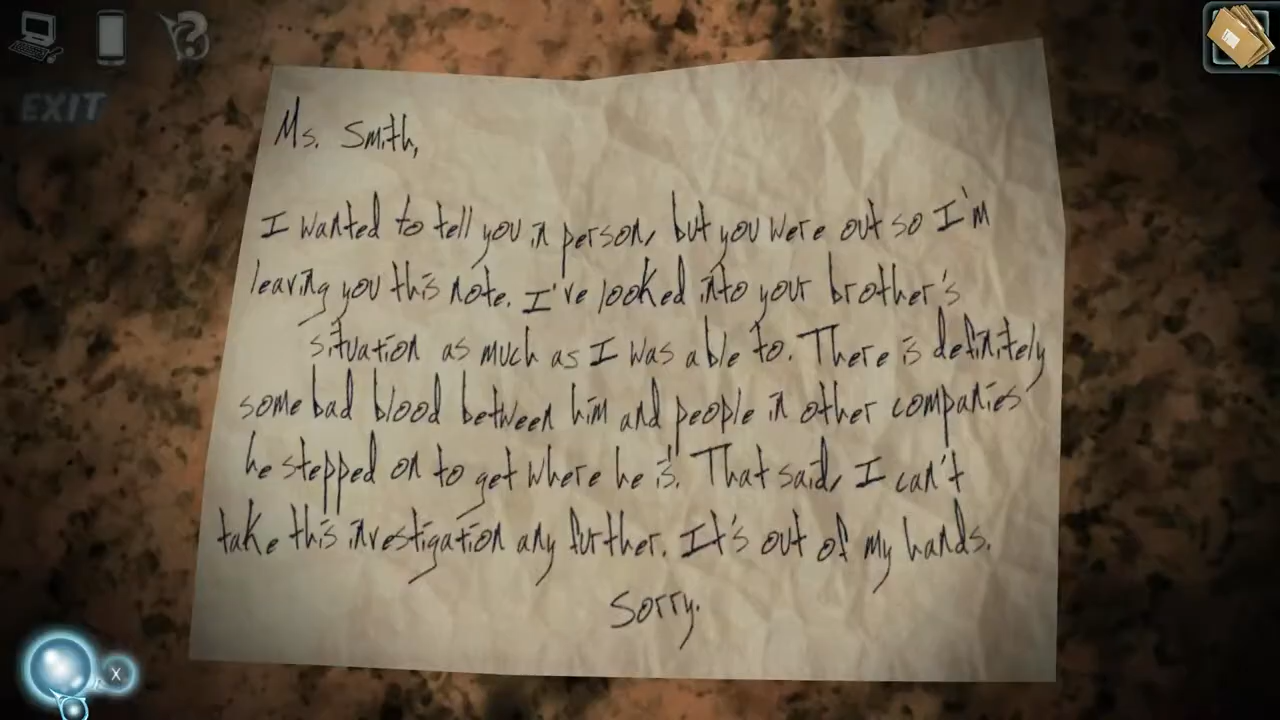 EXIT
Ms. Smith,
I wanted to tell you in person, but you were out so I'm
leaving you this note. I've looked into your brother's
situation as much as I was able to. There is definitely
some bad blood between him and people in other companies
he stepped on to get where he is. That said, I can't
take this investigation any further. It's out of my hands.
Sorry.
X